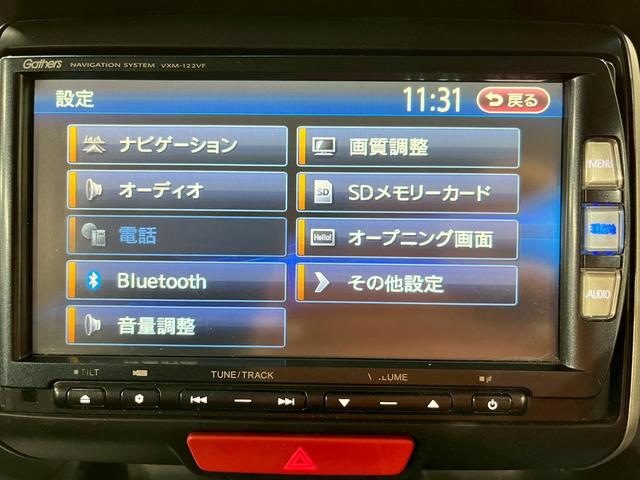 Gathers NAVIGATION SYSTEM VXM-122VF
設定 11:31 戻る
ナビゲーション
オーディオ
電話
Bluetooth
音量調整
画質調整
SD SDメモリーカード
Hello! オープニング画面
その他設定
MENU
AUDIO
TUNE/TRACK